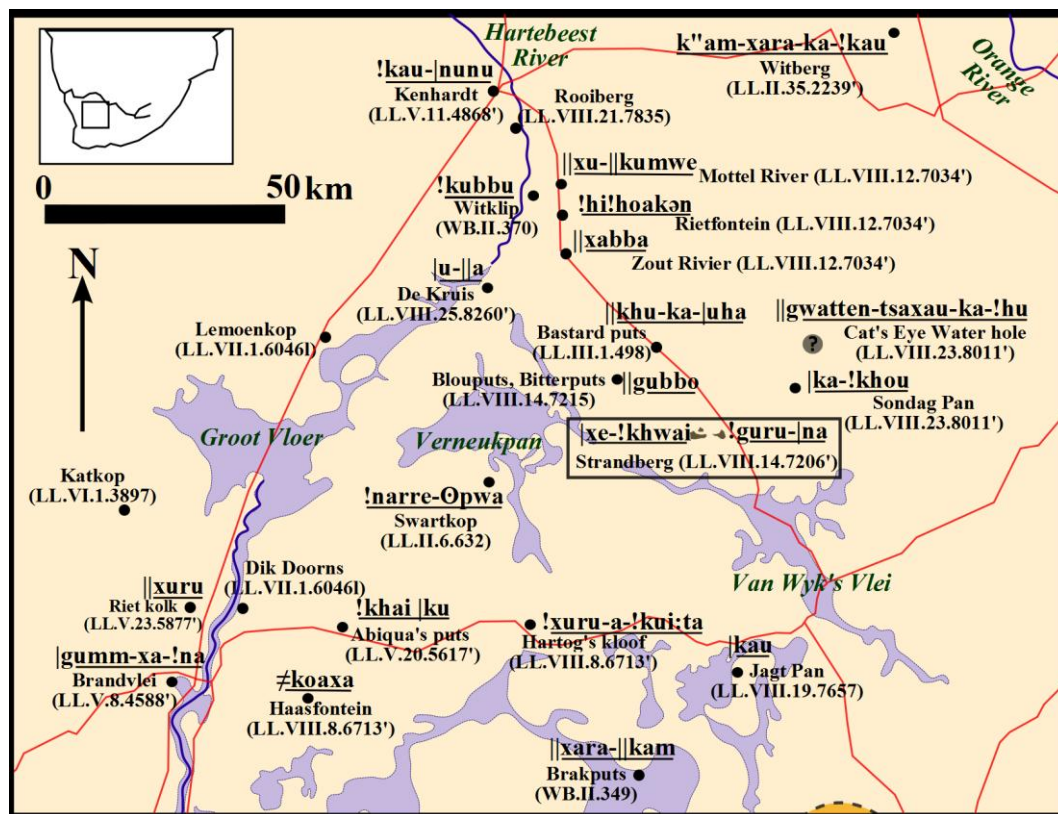 Hartebeest
River
k"am-xara-ka-!kau
Witberg
(LL.II.35.2239')
Orange
River
!kau-|nunu
Kenhardt
(LL.V.11.4868')
Rooiberg
(LL.VIII.21.7835)
0 50 km
N
||xu-||kumwe
Mottel River (LL.VIII.12.7034')
!kubbu
Witklip
(WB.II.370)
!hi!hoakən
Rietfontein (LL.VIII.12.7034')
||xabba
Zout Rivier (LL.VIII.12.7034')
|u-||a
De Kruis
(LL.VIII.25.8260')
||khu-ka-|uha
Bastard puts
(LL.III.1.498)
||gwatten-tsaxau-ka-!hu
Cat's Eye Water hole
(LL.VIII.23.8011')
?
Lemoenkop
(LL.VII.1.6046l)
Blouputs, Bitterputs
(LL.VIII.14.7215)
||gubbo
|ka-!khou
Sondag Pan
(LL.VIII.23.8011')
Groot Vloer
Verneukpan
|xe-!khwai !guru-|na
Strandberg (LL.VIII.14.7206')
Katkop
(LL.VI.1.3897)
!narre-ʘpwa
Swartkop
(LL.II.6.632)
Dik Doorns
(LL.VII.1.6046l)
Van Wyk's Vlei
||xuru
Riet kolk
(LL.V.23.5877')
!khai |ku
Abiqua's puts
(LL.V.20.5617')
!xuru-a-!kui:ta
Hartog's kloof
(LL.VIII.8.6713')
|kau
Jagt Pan
(LL.VIII.19.7657)
|gumm-xa-!na
Brandvlei
(LL.V.8.4588')
≠koaxa
Haasfontein
(LL.VIII.8.6713')
||xara-||kam
Brakputs
(WB.II.349)